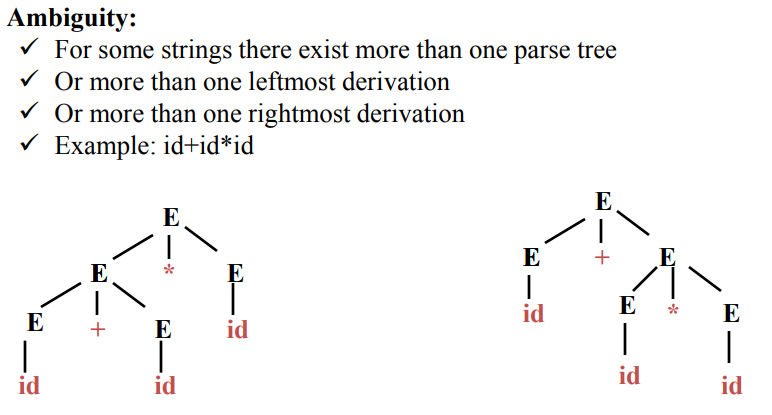 Ambiguity:
✓ For some strings there exist more than one parse tree
✓ Or more than one leftmost derivation
✓ Or more than one rightmost derivation
✓ Example: id+id*id
E
E * E
E + E id
id id
E
E + E
id E * E
id id